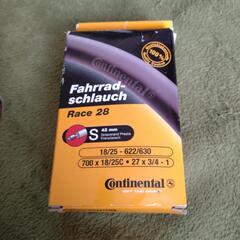 Continental
100%
Fahrrad-
schlauch
Race 28
S
42 mm
18/25 - 622/630
700 x 18/25C • 27 x 3/4 - 1
Continental